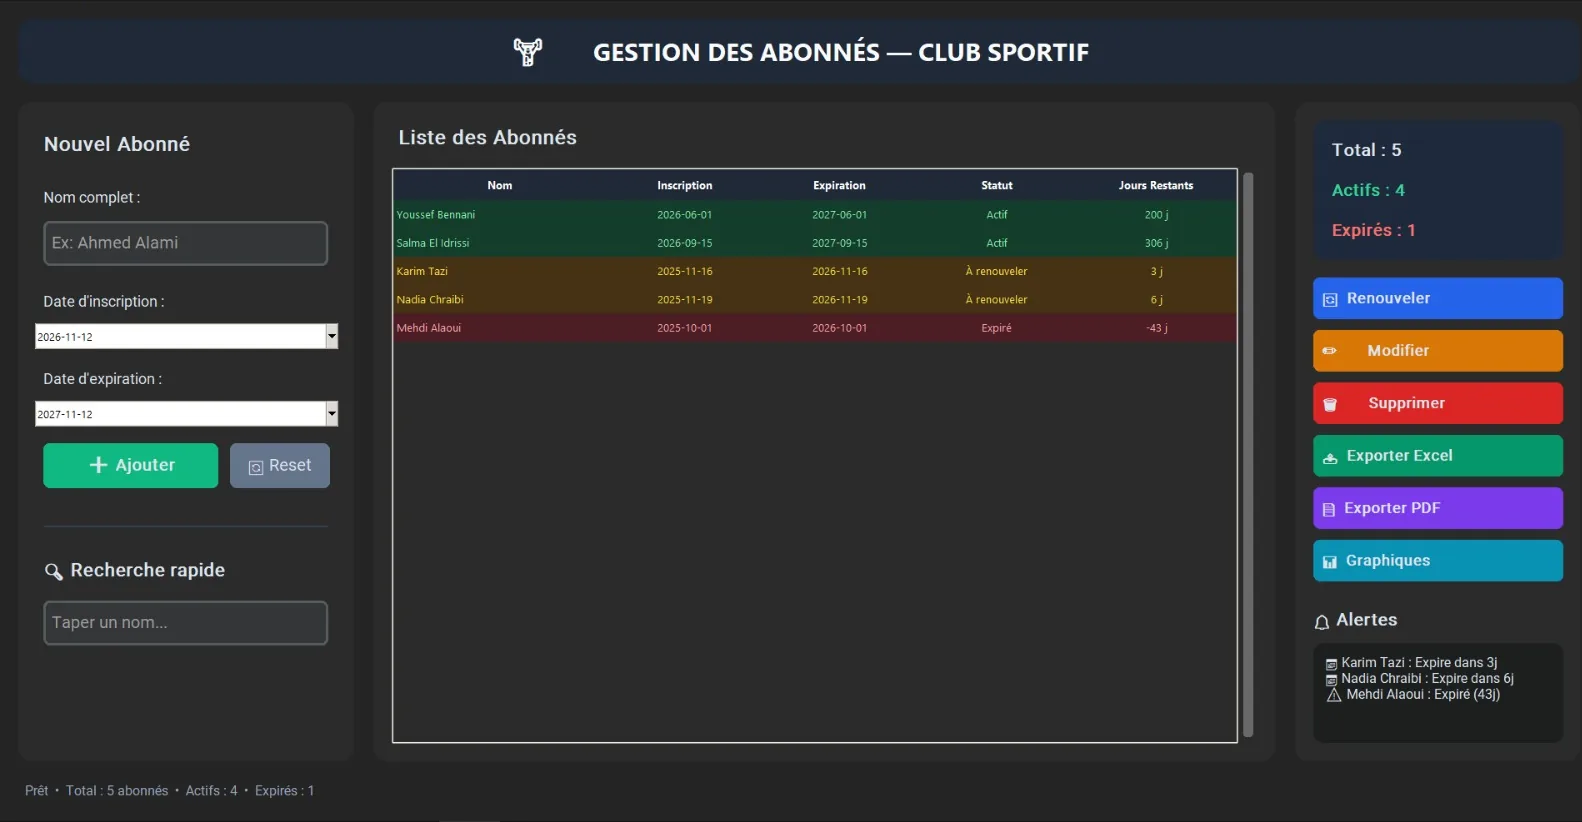 GESTION DES ABONNÉS — CLUB SPORTIF
Nouvel Abonné
Nom complet :
Ex: Ahmed Alami
Date d'inscription :
2026-11-12
Date d'expiration :
2027-11-12
Ajouter
Reset
Recherche rapide
Taper un nom...
Liste des Abonnés
Nom Inscription Expiration Statut Jours Restants
Youssef Bennani 2026-06-01 2027-06-01 Actif 200 j
Salma El Idrissi 2026-09-15 2027-09-15 Actif 306 j
Karim Tazi 2025-11-16 2026-11-16 À renouveler 3 j
Nadia Chraibi 2025-11-19 2026-11-19 À renouveler 6 j
Mehdi Alaoui 2025-10-01 2026-10-01 Expiré -43 j
Total : 5
Actifs : 4
Expirés : 1
Renouveler
Modifier
Supprimer
Exporter Excel
Exporter PDF
Graphiques
Alertes
Karim Tazi : Expire dans 3j
Nadia Chraibi : Expire dans 6j
Mehdi Alaoui : Expiré (43j)
Prêt • Total : 5 abonnés • Actifs : 4 • Expirés : 1